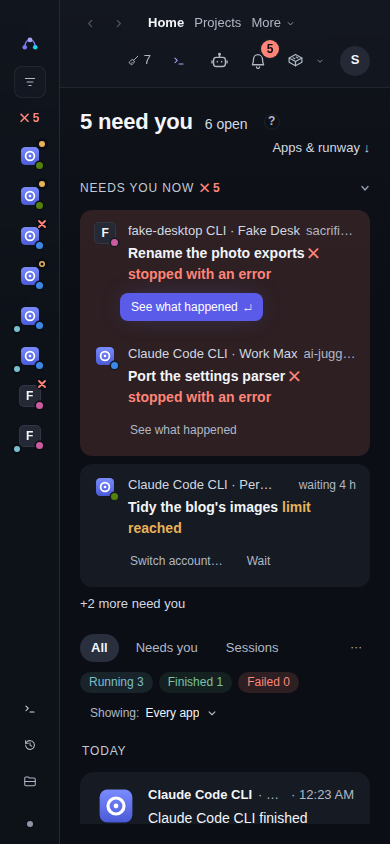 Home Projects More
7
5
S
5 need you 6 open ?
Apps & runway ↓
5
NEEDS YOU NOW 5
F fake-desktop CLI · Fake Desk sacrifi…
Rename the photo exports
stopped with an error
See what happened
Claude Code CLI · Work Max ai-jugg…
Port the settings parser
stopped with an error
See what happened
Claude Code CLI · Per… waiting 4 h
Tidy the blog's images limit
reached
Switch account… Wait
+2 more need you
F
F
All Needs you Sessions ···
Running 3 Finished 1 Failed 0
Showing: Every app
TODAY
Claude Code CLI · … · 12:23 AM
Claude Code CLI finished